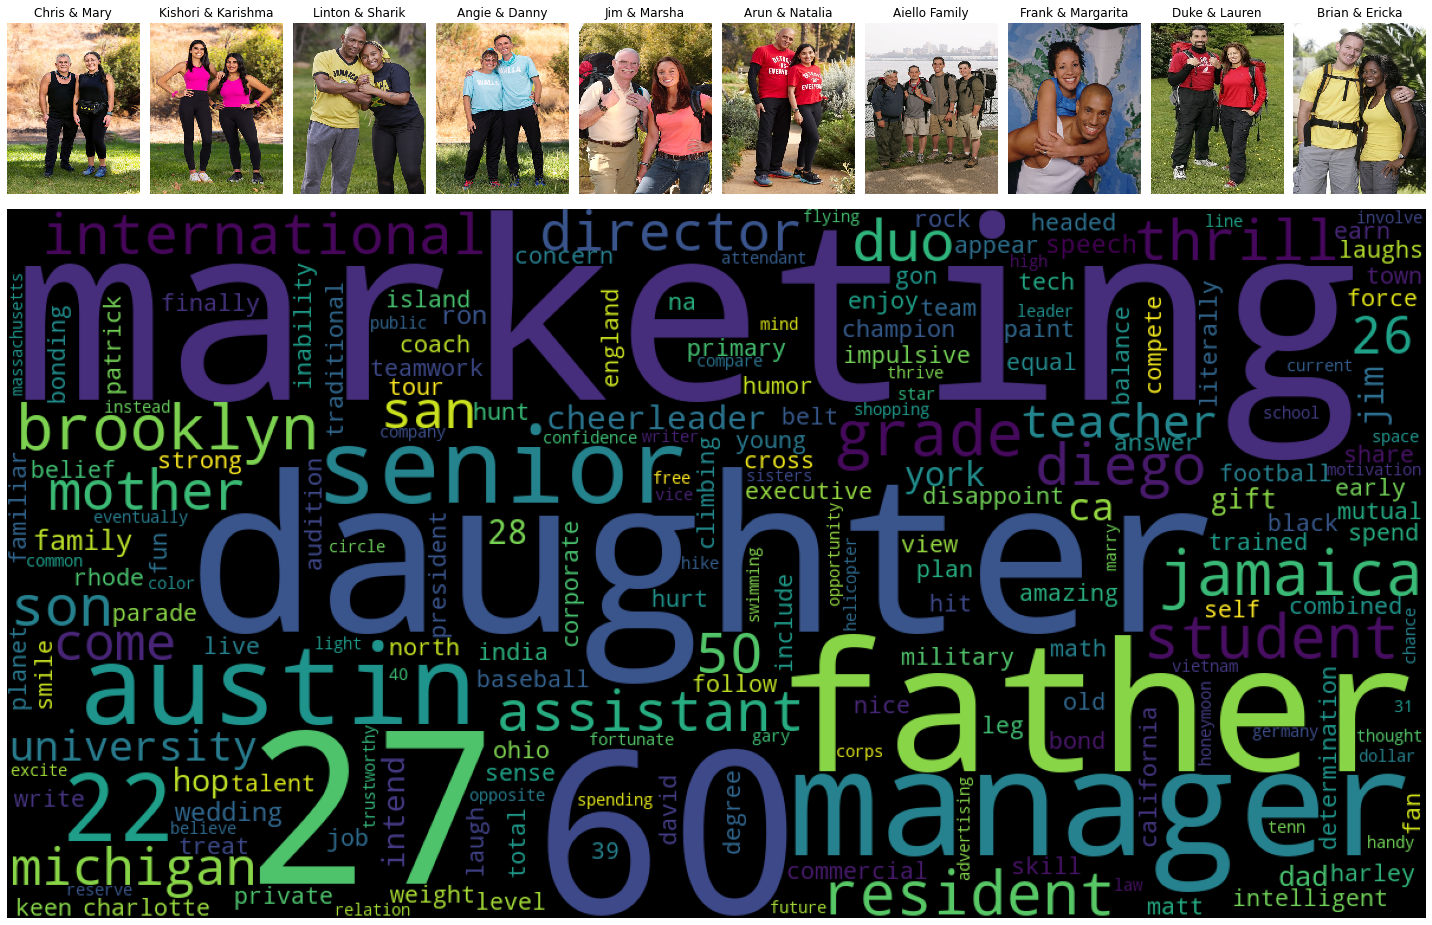 Chris & Mary
Kishori & Karishma
Linton & Sharik
Angie & Danny
Jim & Marsha
Arun & Natalia
Aiello Family
Frank & Margarita
Duke & Lauren
Brian & Ericka
international
marketing
director
flying
duo
rock
headed
line
involve
earn
appear
speech
thrill
laughs
concern
attendant
high
gon
tech
town
massachusetts
bonding
patrick
finally
inability
traditional
island
public
ron
coach
teamwork
tour
england
na
mind
primary
compare
humor
enjoy
team
champion
leader
paint
impulsive
thrive
equal
balance
compete
literally
force
26
current
jim
star
shopping
school
brooklyn
instead
san
hunt
company
cheerleader
belt
confidence
writer
young
grade
teacher
answer
diego
football
space
share
motivation
strong
belief
familiar
mother
senior
free
vice
climbing
cross
sisters
executive
york
disappoint
ca
gift
early
mutual
spend
eventually
family
common
fun
rhode
color
audition
circle
28
president
corporate
daughter
hike
swimming
opportunity
helicopter
view
plan
marry
black
trained
jamaica
son
parade
hurt
include
hit
amazing
self
combined
come
live
light
north
india
planet
smile
austin
40
baseball
50
follow
military
math
student
vietnam
chance
father
assistant
nice
leg
old
bond
california
honeymoon
germany
determination
31
thought
dollar
university
27
ohio
fortunate
gary
corps
excite
write
22
hop
talent
trustworthy
intend
sense
opposite
60
spending
david
degree
manager
advertising
wedding
believe
treat
job
laugh
total
39
tenn
fan
handy
michigan
reserve
private
weight
level
commercial
skill
law
resident
dad
harley
keen
charlotte
relation
future
matt
intelligent